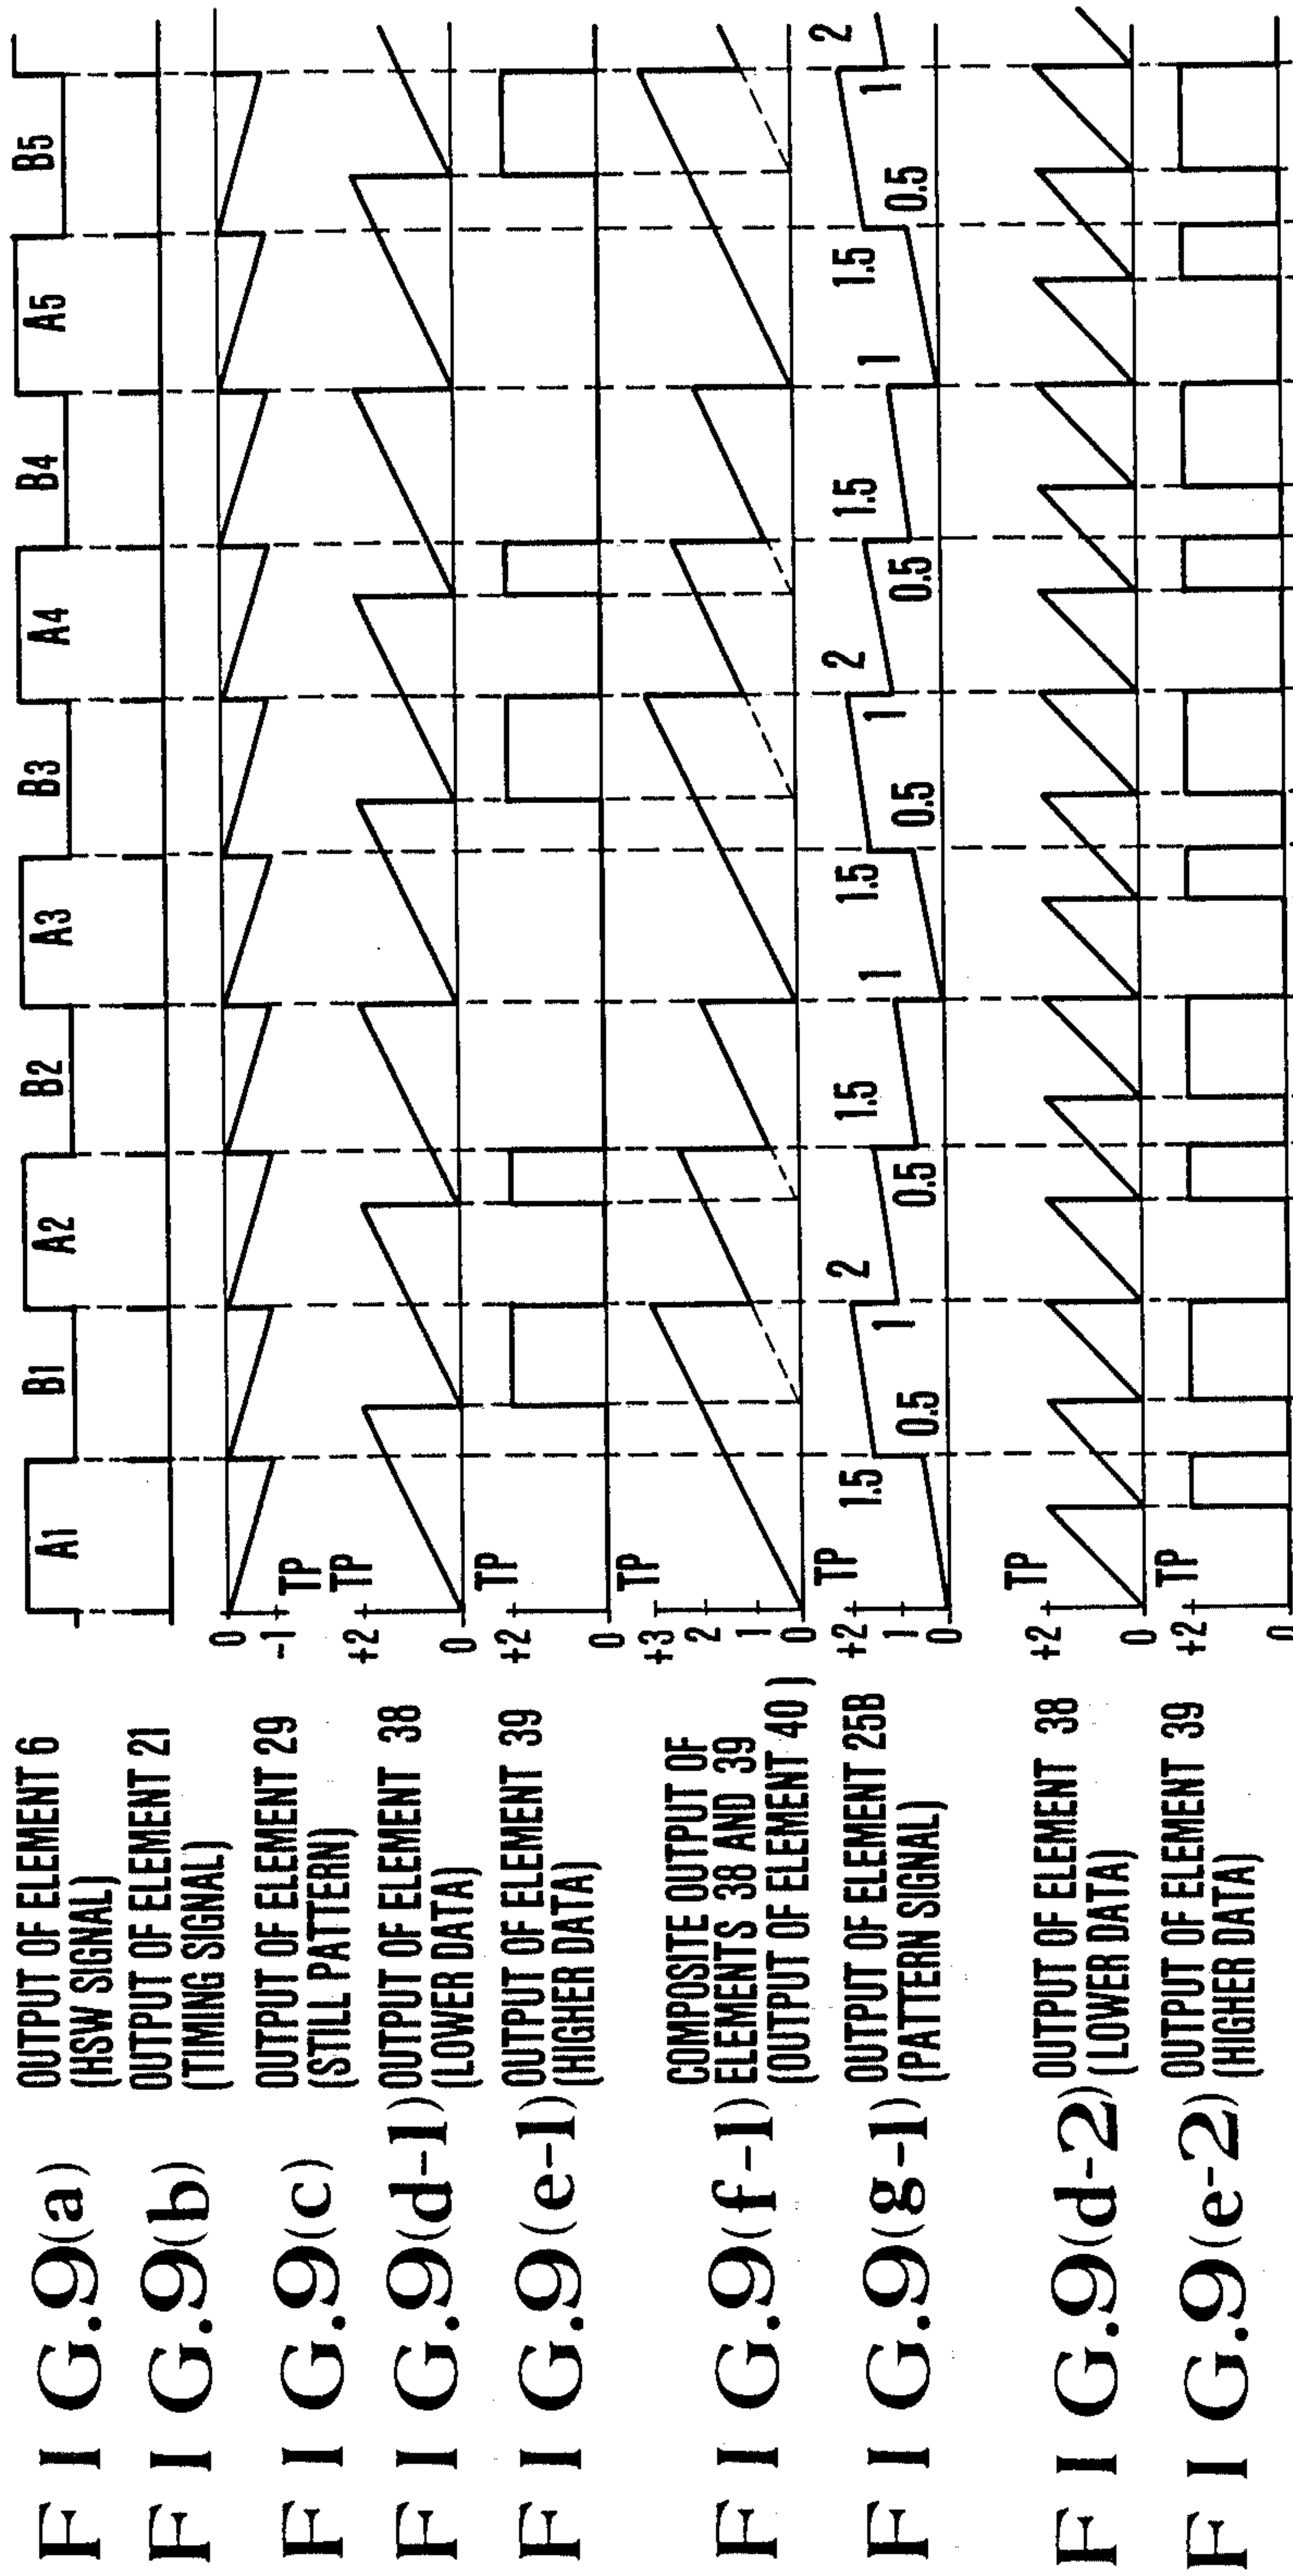 FIG.9(a)
OUTPUT OF ELEMENT 6
(HSW SIGNAL)
A1 B1 A2 B2 A3 B3 A4 B4 A5 B5
FIG.9(b)
OUTPUT OF ELEMENT 21
(TIMING SIGNAL)
FIG.9(c)
OUTPUT OF ELEMENT 29
(STILL PATTERN)
0
-1
TP
FIG.9(d-1)
OUTPUT OF ELEMENT 38
(LOWER DATA)
TP
+2
0
FIG.9(e-1)
OUTPUT OF ELEMENT 39
(HIGHER DATA)
TP
+2
0
FIG.9(f-1)
COMPOSITE OUTPUT OF
ELEMENTS 38 AND 39
(OUTPUT OF ELEMENT 40)
TP
+3
2
1
0
FIG.9(g-1)
OUTPUT OF ELEMENT 25B
(PATTERN SIGNAL)
TP
+2
1
0
1.5 0.5 1 2 0.5 1.5 1 1.5 0.5 1 2 0.5 1.5 1 1.5 0.5 1 2
FIG.9(d-2)
OUTPUT OF ELEMENT 38
(LOWER DATA)
TP
+2
0
FIG.9(e-2)
OUTPUT OF ELEMENT 39
(HIGHER DATA)
TP
+2
0